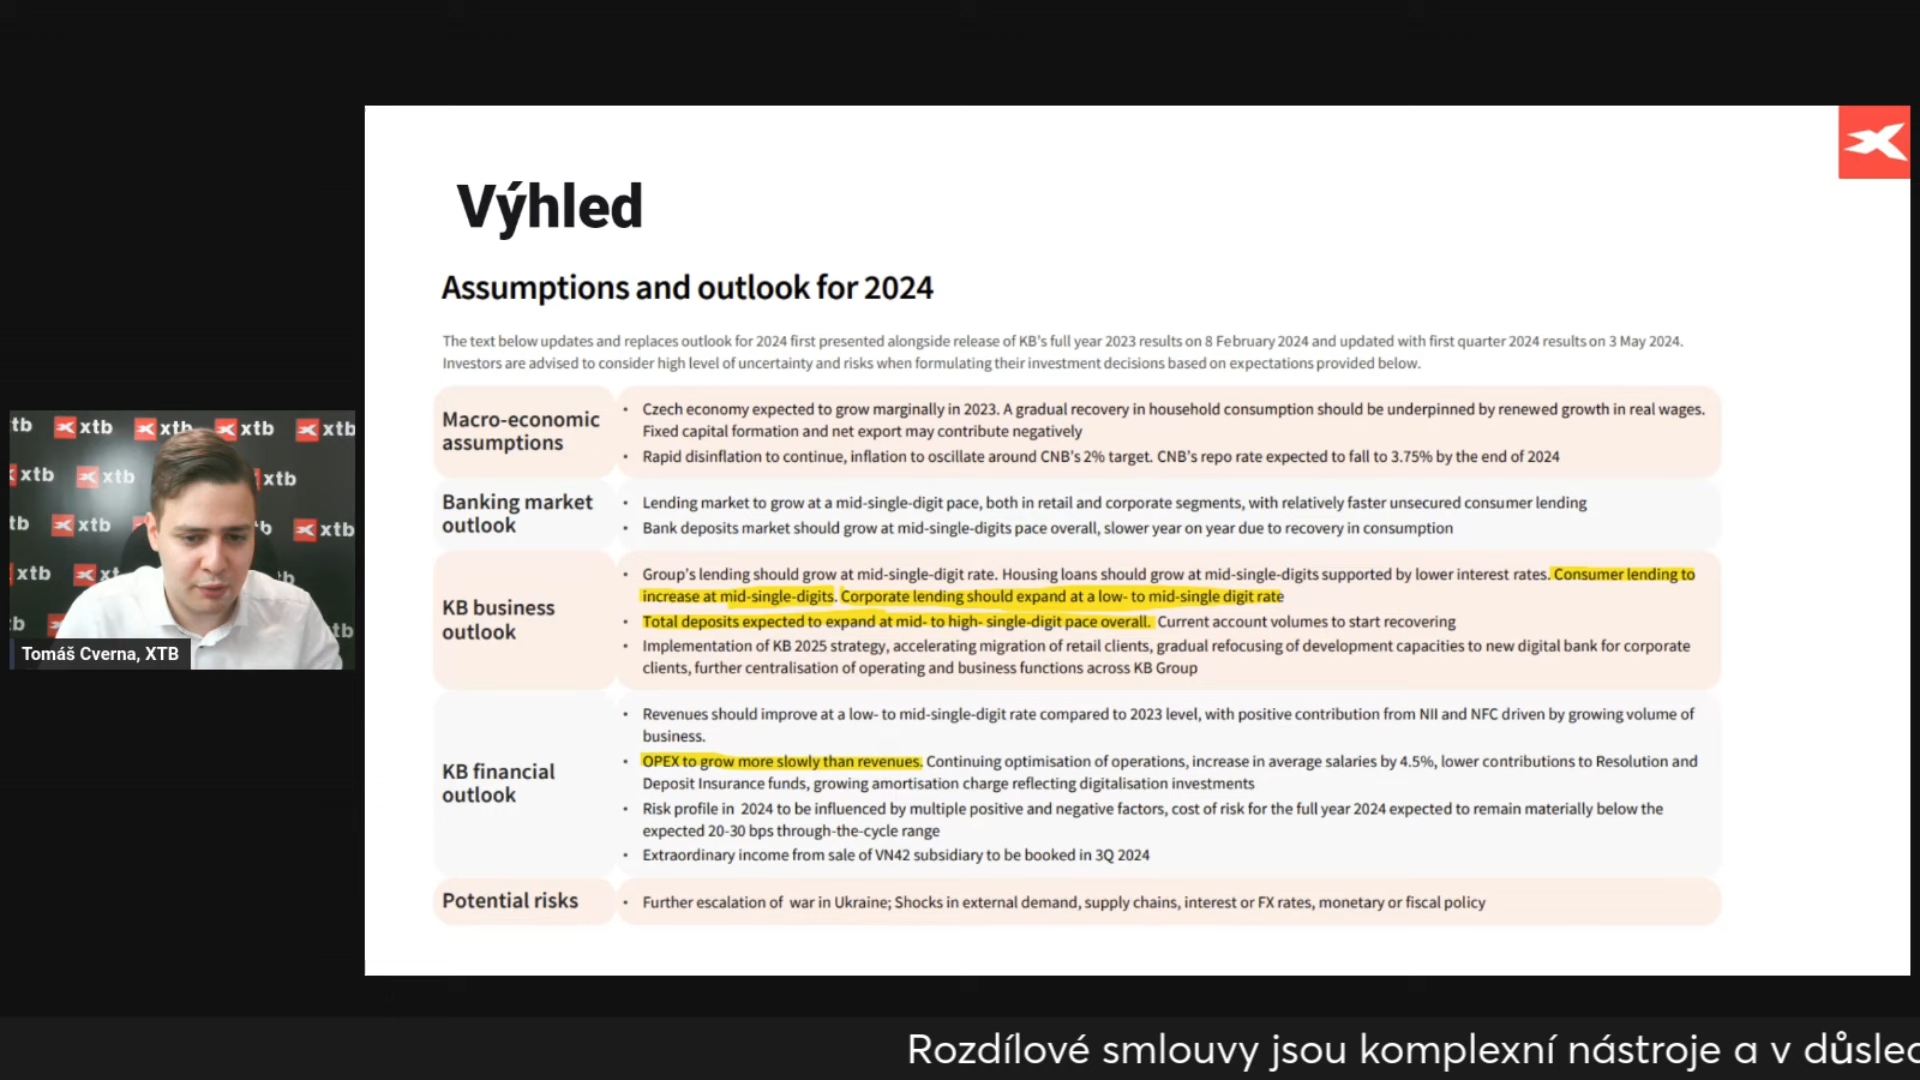 Výhled
Assumptions and outlook for 2024
The text below updates and replaces outlook for 2024 first presented alongside release of KB's full year 2023 results on 8 February 2024 and updated with first quarter 2024 results on 3 May 2024.
Investors are advised to consider high level of uncertainty and risks when formulating their investment decisions based on expectations provided below.
Macro-economic
assumptions
• Czech economy expected to grow marginally in 2023. A gradual recovery in household consumption should be underpinned by renewed growth in real wages.
Fixed capital formation and net export may contribute negatively
• Rapid disinflation to continue, inflation to oscillate around CNB's 2% target. CNB's repo rate expected to fall to 3.75% by the end of 2024
Banking market
outlook
• Lending market to grow at a mid-single-digit pace, both in retail and corporate segments, with relatively faster unsecured consumer lending
• Bank deposits market should grow at mid-single-digits pace overall, slower year on year due to recovery in consumption
KB business
outlook
• Group's lending should grow at mid-single-digit rate. Housing loans should grow at mid-single-digits supported by lower interest rates. Consumer lending to
increase at mid-single-digits. Corporate lending should expand at a low- to mid-single digit rate
• Total deposits expected to expand at mid- to high- single-digit pace overall. Current account volumes to start recovering
• Implementation of KB 2025 strategy, accelerating migration of retail clients, gradual refocusing of development capacities to new digital bank for corporate
clients, further centralisation of operating and business functions across KB Group
KB financial
outlook
• Revenues should improve at a low- to mid-single-digit rate compared to 2023 level, with positive contribution from NII and NFC driven by growing volume of
business.
• OPEX to grow more slowly than revenues. Continuing optimisation of operations, increase in average salaries by 4.5%, lower contributions to Resolution and
Deposit Insurance funds, growing amortisation charge reflecting digitalisation investments
• Risk profile in 2024 to be influenced by multiple positive and negative factors, cost of risk for the full year 2024 expected to remain materially below the
expected 20-30 bps through-the-cycle range
• Extraordinary income from sale of VN42 subsidiary to be booked in 3Q 2024
Potential risks
• Further escalation of war in Ukraine; Shocks in external demand, supply chains, interest or FX rates, monetary or fiscal policy
tb xtb xtb xtb xtb
xtb xtb xtb
tb xtb xtb
xtb
Tomáš Cverna, XTB
Rozdílové smlouvy jsou komplexní nástroje a v